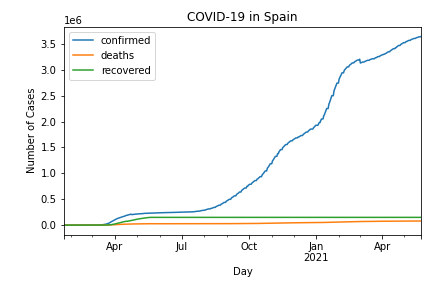 COVID-19 in Spain
1e6
confirmed
deaths
recovered
3.5
3.0
2.5
2.0
1.5
1.0
0.5
0.0
Number of Cases
Apr
Jul
Oct
Jan
2021
Apr
Day